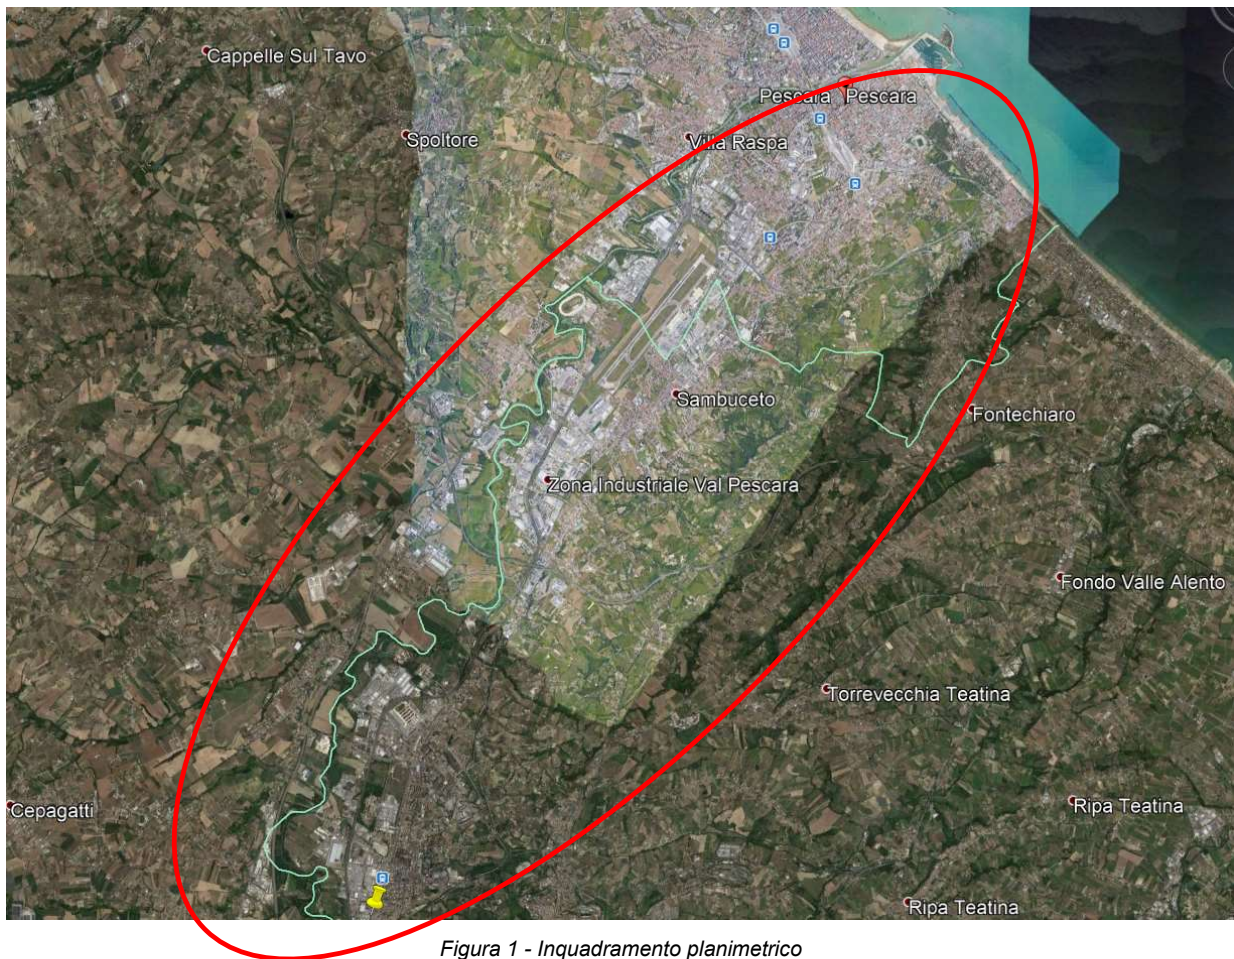 Cappelle Sul Tavo
Pescara Pescara
Spoltore
Villa Raspa
Sambuceto
Fontechiaro
Zona Industriale Val Pescara
Fondo Valle Alento
Torrevecchia Teatina
Cepagatti
Ripa Teatina
Ripa Teatina
Figura 1 - Inquadramento planimetrico